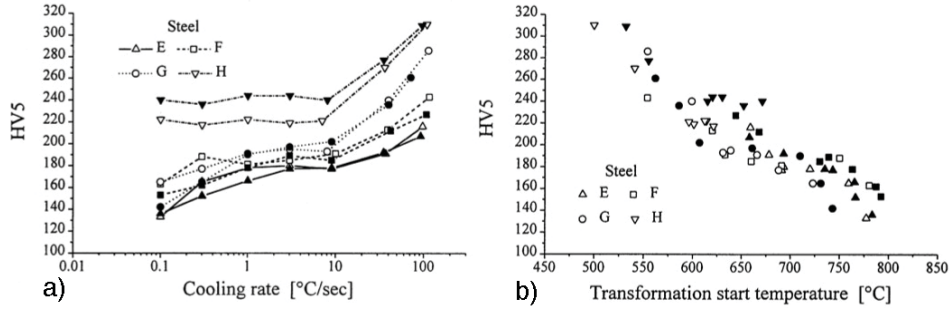 320
300
280
260
240
220
200
180
160
140
120
100
HV5
Steel
E F
G H
0.01 0.1 1 10 100
a) Cooling rate [°C/sec]
320
300
280
260
240
220
200
180
160
140
120
100
HV5
Steel
E F
G H
450 500 550 600 650 700 750 800 850
b) Transformation start temperature [°C]